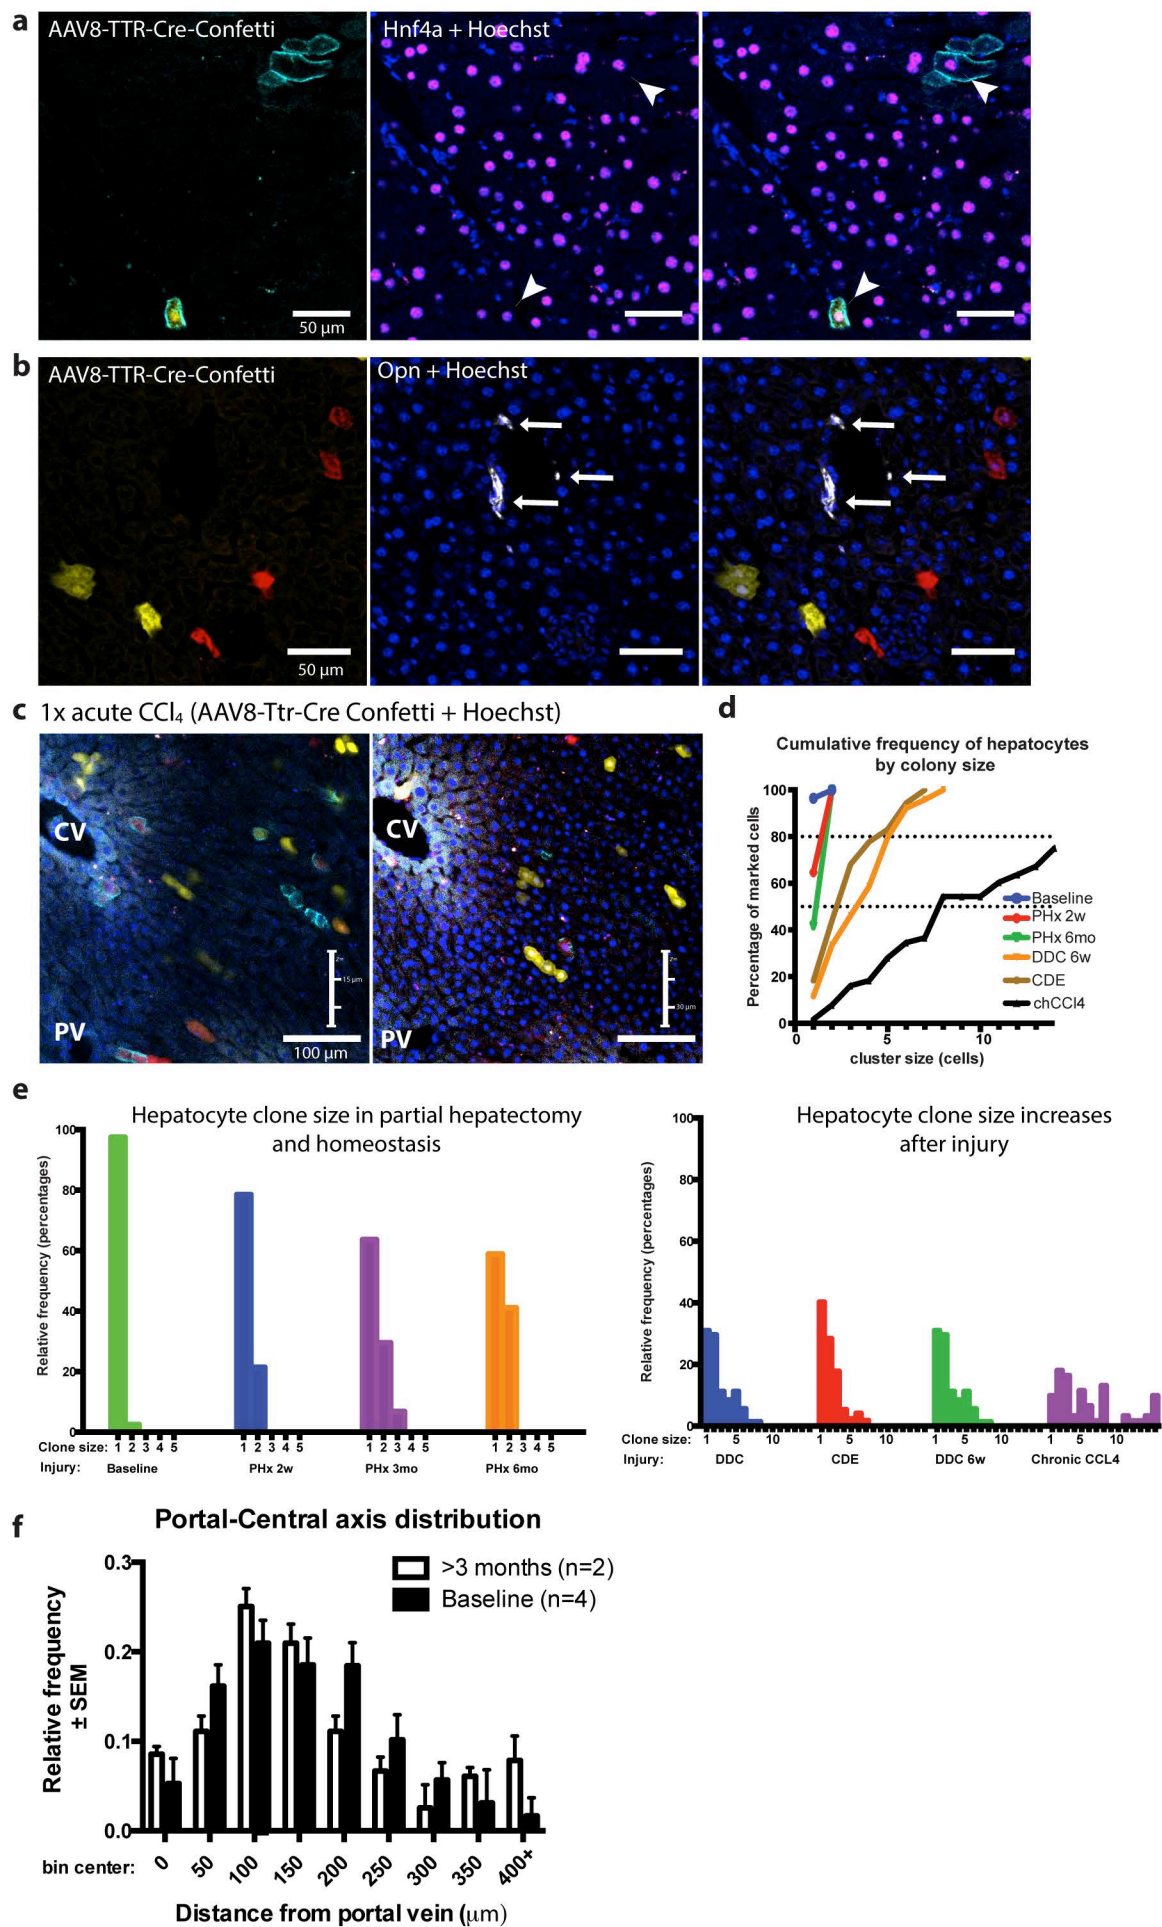 a
AAV8-TTR-Cre-Confetti
Hnf4a + Hoechst
50 µm
b
AAV8-TTR-Cre-Confetti
Opn + Hoechst
50 µm
c 1x acute CCl₄ (AAV8-Ttr-Cre Confetti + Hoechst)
CV
PV
z=
15 µm
100 µm
CV
PV
z=
30 µm
d
Cumulative frequency of hepatocytes
by colony size
Percentage of marked cells
100
80
60
40
20
0
0 5 10
cluster size (cells)
Baseline
PHx 2w
PHx 6mo
DDC 6w
CDE
chCCl4
e
Hepatocyte clone size in partial hepatectomy
and homeostasis
Relative frequency (percentages)
100
80
60
40
20
0
Clone size: 1 2 3 4 5 1 2 3 4 5 1 2 3 4 5 1 2 3 4 5
Injury: Baseline PHx 2w PHx 3mo PHx 6mo
Hepatocyte clone size increases
after injury
Relative frequency (percentages)
100
80
60
40
20
0
Clone size: 1 5 10 1 5 10 1 5 10 1 5 10
Injury: DDC CDE DDC 6w Chronic CCL4
f
Portal-Central axis distribution
>3 months (n=2)
Baseline (n=4)
Relative frequency
± SEM
0.3
0.2
0.1
0.0
bin center: 0 50 100 150 200 250 300 350 400+
Distance from portal vein (µm)